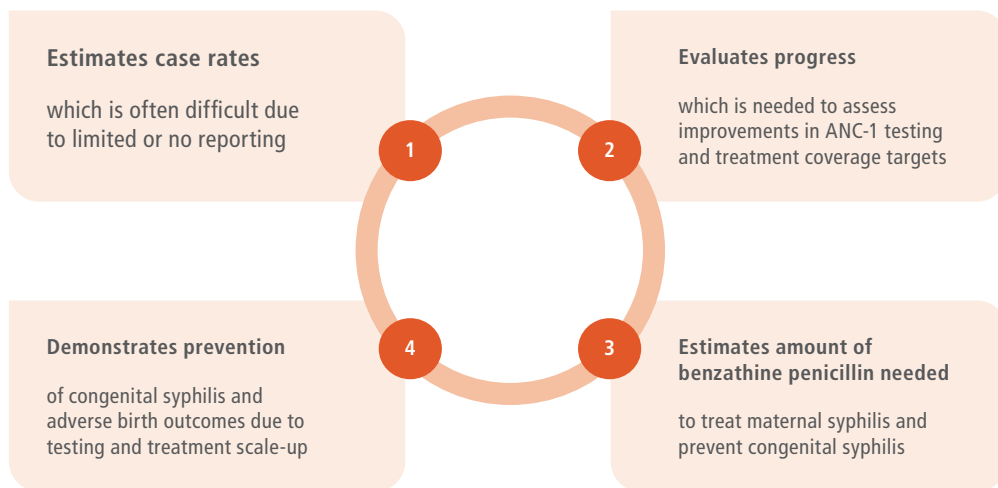 Estimates case rates
which is often difficult due
to limited or no reporting
1
Evaluates progress
which is needed to assess
improvements in ANC-1 testing
and treatment coverage targets
2
Estimates amount of
benzathine penicillin needed
to treat maternal syphilis and
prevent congenital syphilis
3
Demonstrates prevention
of congenital syphilis and
adverse birth outcomes due to
testing and treatment scale-up
4